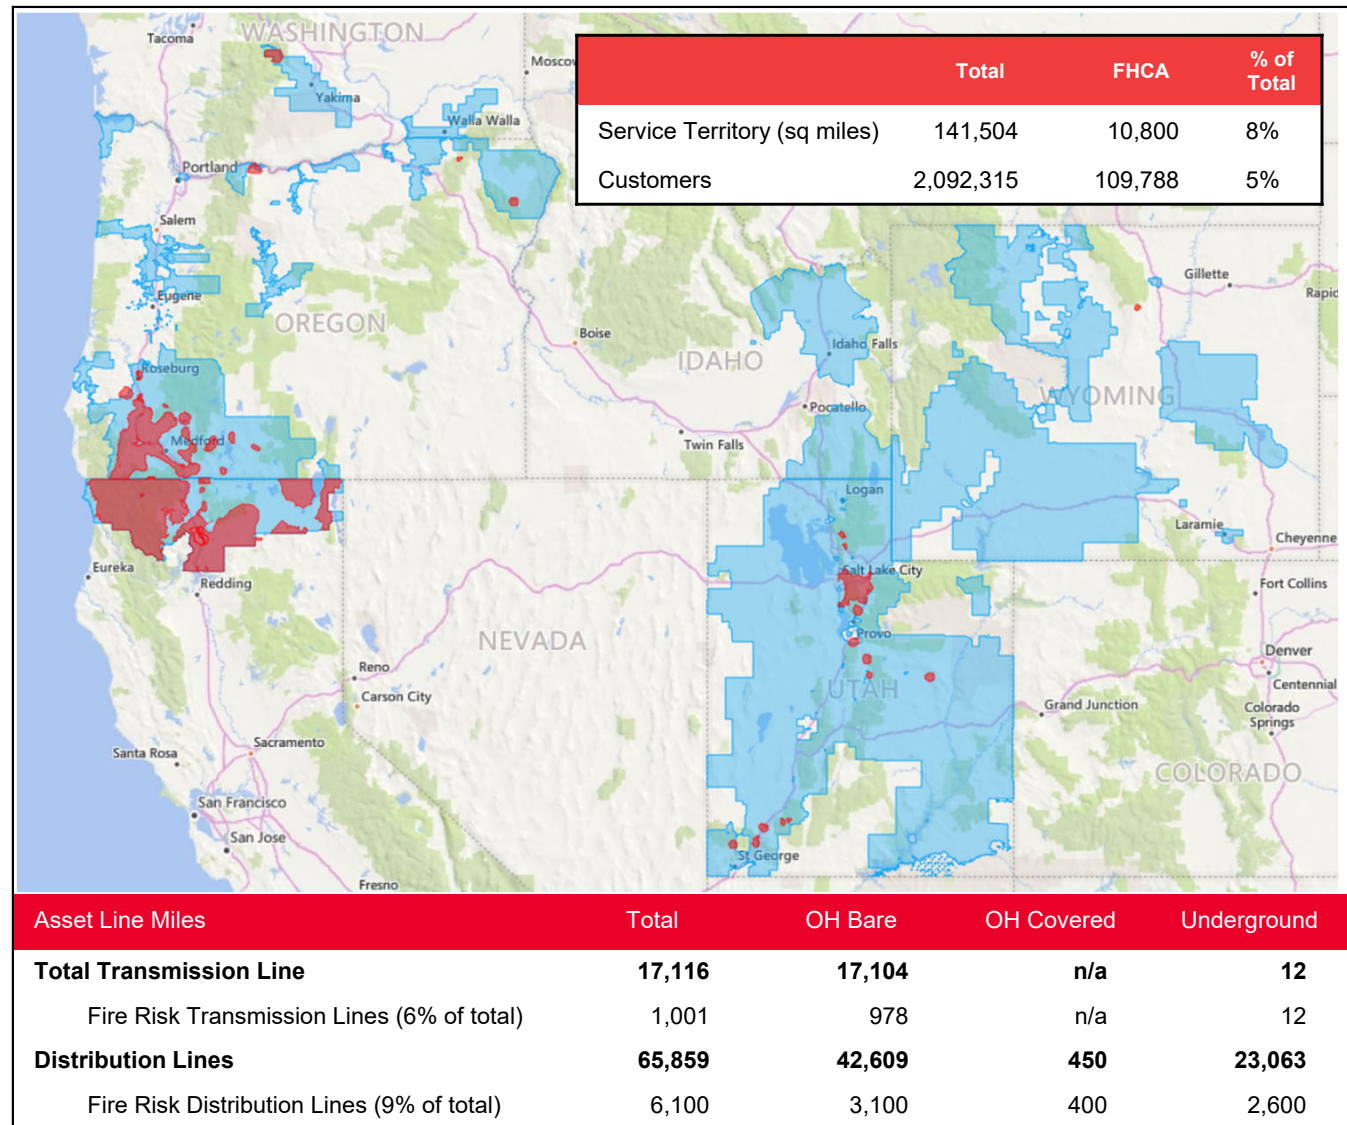 WASHINGTON
Tacoma
Moscow
Yakima
Walla Walla
Portland
Salem
Eugene
OREGON
Boise
IDAHO
Idaho Falls
Pocatello
Twin Falls
Gillette
Rapid
WYOMING
Roseburg
Medford
Logan
Laramie
Cheyenne
Eureka
Redding
Salt Lake City
Fort Collins
NEVADA
Provo
UTAH
Reno
Carson City
Denver
Centennial
Grand Junction
Colorado
Springs
Sacramento
Santa Rosa
COLORADO
San Francisco
San Jose
St George
Fresno
Total FHCA % of Total
Service Territory (sq miles) 141,504 10,800 8%
Customers 2,092,315 109,788 5%
Asset Line Miles Total OH Bare OH Covered Underground
Total Transmission Line 17,116 17,104 n/a 12
Fire Risk Transmission Lines (6% of total) 1,001 978 n/a 12
Distribution Lines 65,859 42,609 450 23,063
Fire Risk Distribution Lines (9% of total) 6,100 3,100 400 2,600